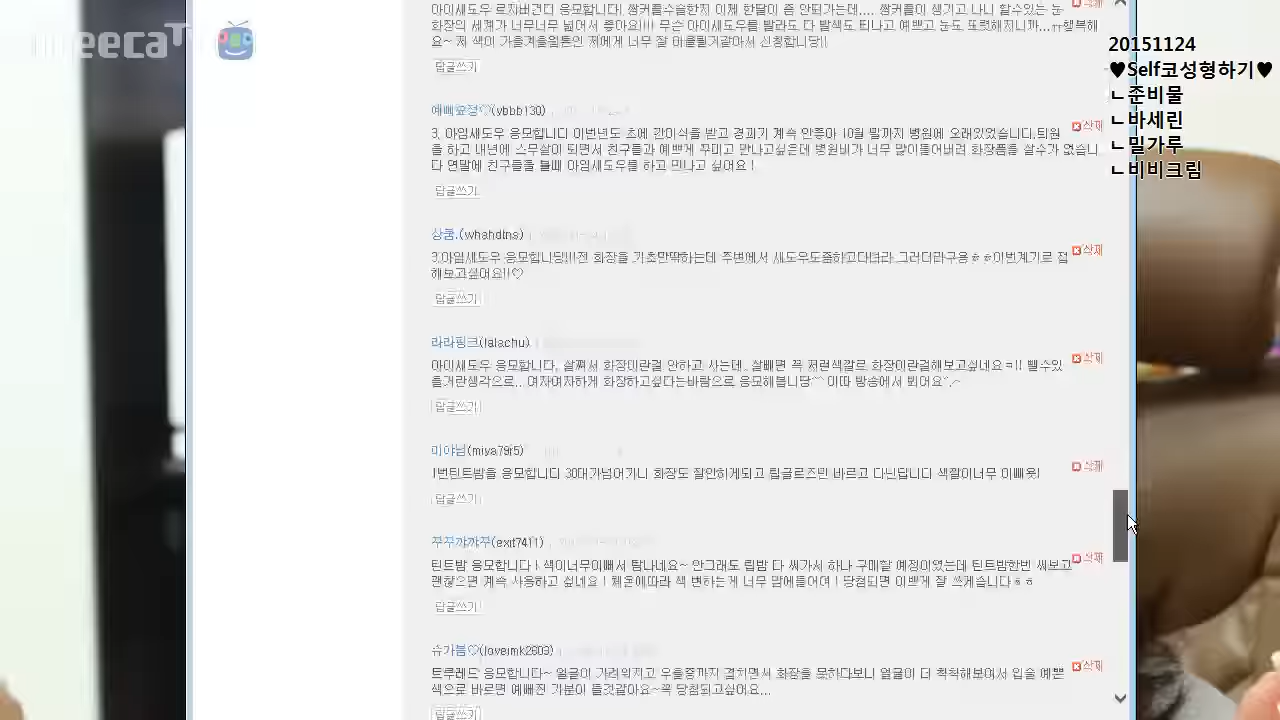 meecaT
20151124
♥Self코성형하기♥
ㄴ준비물
ㄴ바세린
ㄴ밀가루
ㄴ비비크림
아이섀도우 로자버건디 응모합니다! 쌍커풀수술한지 이제 한달이 좀 안돼가는데.... 쌍커풀이 생기고 나니 할수있는 눈
화장의 세계가 너무너무 넓어져 좋아요!!! 무슨 아이섀도우를 발라도 다 발색도 티나고 예쁘고 눈도 또렷해지니까...ㅠ행복해
요~ 저 색이 가을겨울 제에게 너무 잘 어울릴거같아서 신청합니당!!
답글쓰기
(ybbb130)
삭제
3. 아임섀도우 응모합니다 이번년도 초에 간이식을 받고 경과가 계속 안좋아 10월 말까지 병원에 오래있었습니다.퇴원
하고 내년에 스무살이 되면서 친구들과 예쁘게 꾸미고 만나고싶은데 병원비가 너무 많이들어버려 화장품을 살수가 없습니
다 연말에 친구들을 볼때 아임섀도우를 하고 만나고 싶어요 !
답글쓰기
상콤.(whahdlns)
삭제
3.아임섀도우 응모합니당!!!전 화장을 기초만딱하는데 주변에서 섀도우도좀하고다녀라 그러더라구용ㅎㅎ이번계기로 접
해보고싶어요!!♡
답글쓰기
라라핑크(lalachu)
삭제
아이섀도우 응모합니다, 살쪄서 화장이란걸 안하고 사는데.. 살빼면 꼭 저런색깔로 화장이란걸해보고싶네요ㅋ!! 뺄수있
을거란생각으로.. 여자여자하게 화장하고싶다는바람으로 응모해봅니당^^ 이따 방송에서 뵈어요^.^
답글쓰기
미야님(miya79r5)
삭제
1번틴트밤을 응모합니다 30대가넘어가니 화장도 잘안하게되고 립글로즈만 바르고 다닌답니다 색깔이너무 이뻐욧!
답글쓰기
꾸꾸까까꾸(exit7411)
삭제
틴트밤 응모합니다 ! 색이너무이뻐서 탐나네요~ 안그래도 립밤 다 써가서 하나 구매할 예정이였는데 틴트밤한번 써보고
괜찮으면 계속 사용하고 싶네요 ! 체온에따라 색 변하는게 너무 맘에들어여 ! 당첨되면 이쁘게 잘 쓰께습니다ㅎㅎ
답글쓰기
슈가붐♡(loveimk2603)
삭제
트루레드 응모합니다~ 얼굴이 가려워지고 우울증까지 겹치면서 화장을 못하다보니 얼굴이 더 칙칙해보여서 입술 예쁜
색으로 바르면 예뻐진 기분이 들것같아요~꼭 당첨되고싶어요...
답글쓰기